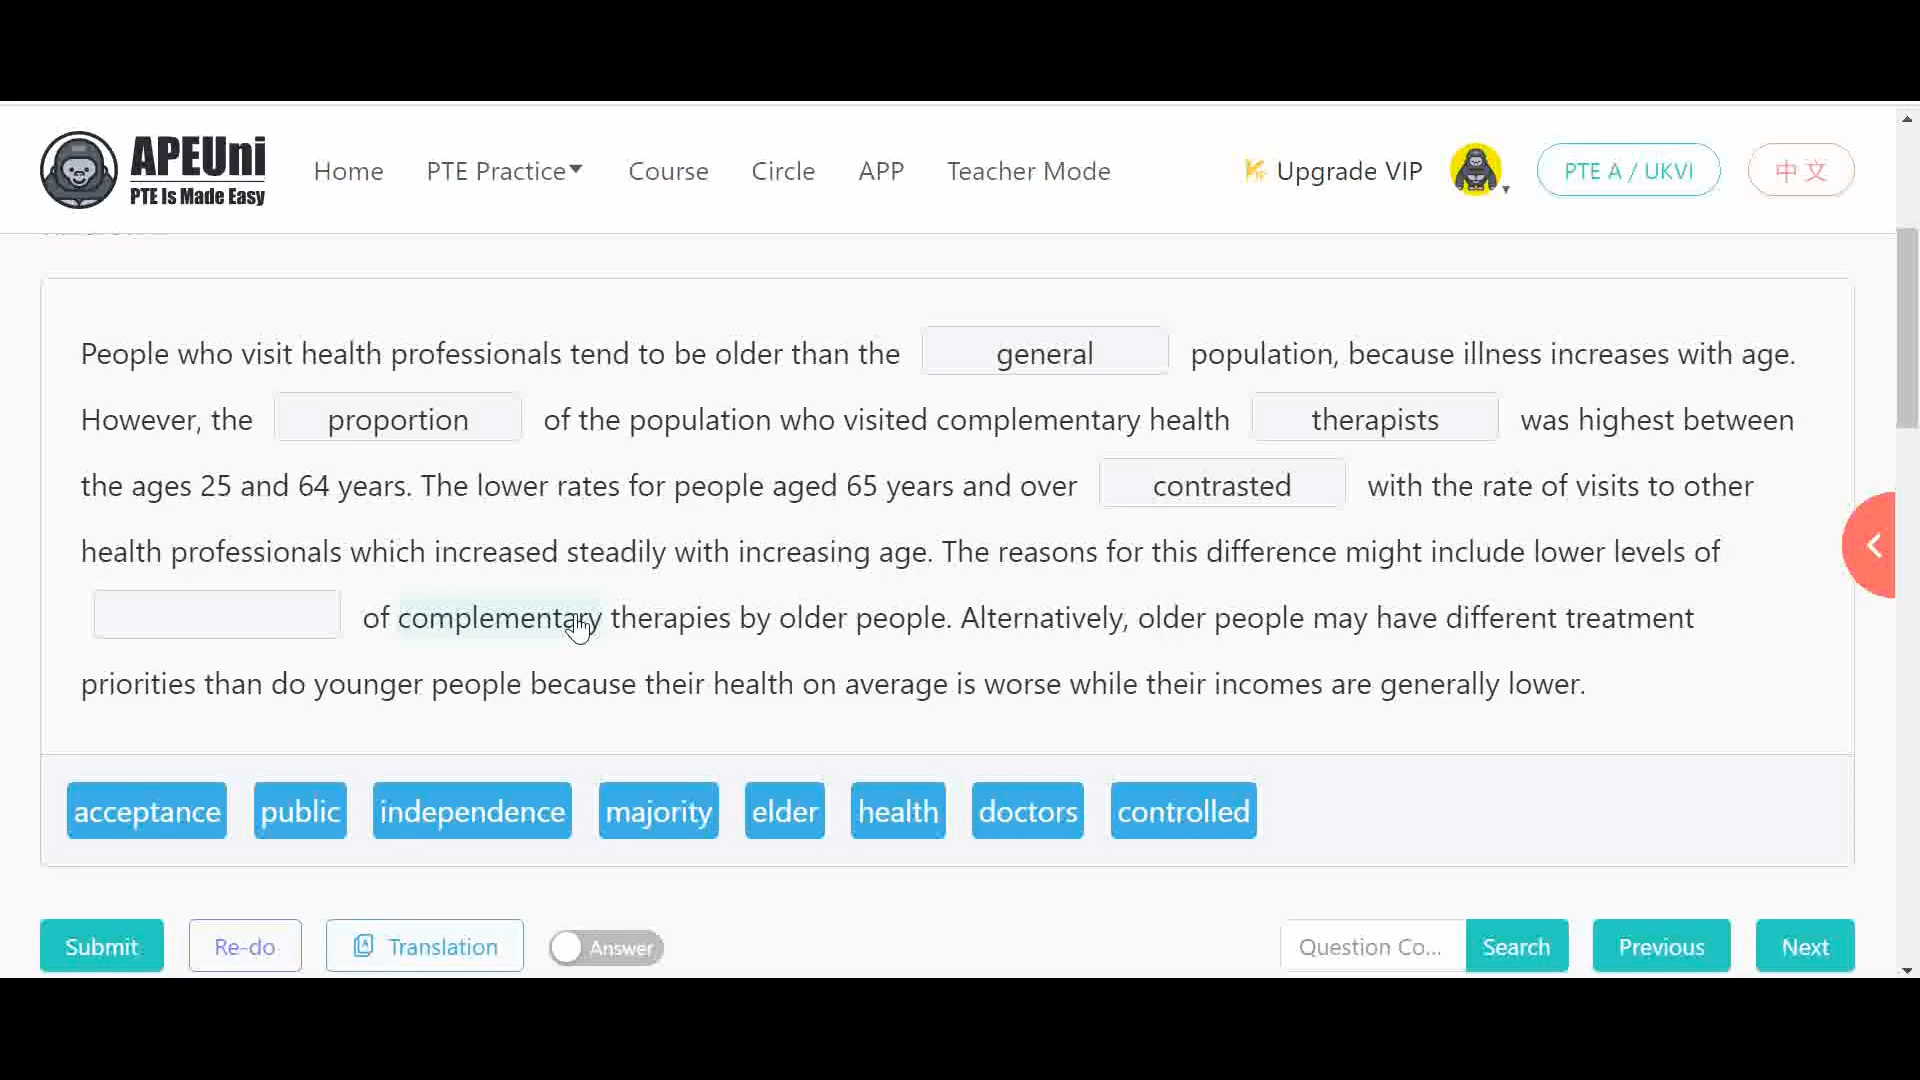 APEUni
PTE Is Made Easy
Home PTE Practice Course Circle APP Teacher Mode Upgrade VIP PTE A / UKVI 中文
People who visit health professionals tend to be older than the general population, because illness increases with age.
However, the proportion of the population who visited complementary health therapists was highest between
the ages 25 and 64 years. The lower rates for people aged 65 years and over contrasted with the rate of visits to other
health professionals which increased steadily with increasing age. The reasons for this difference might include lower levels of
of complementary therapies by older people. Alternatively, older people may have different treatment
priorities than do younger people because their health on average is worse while their incomes are generally lower.
acceptance public independence majority elder health doctors controlled
Submit Re-do Translation Answer Question Co... Search Previous Next